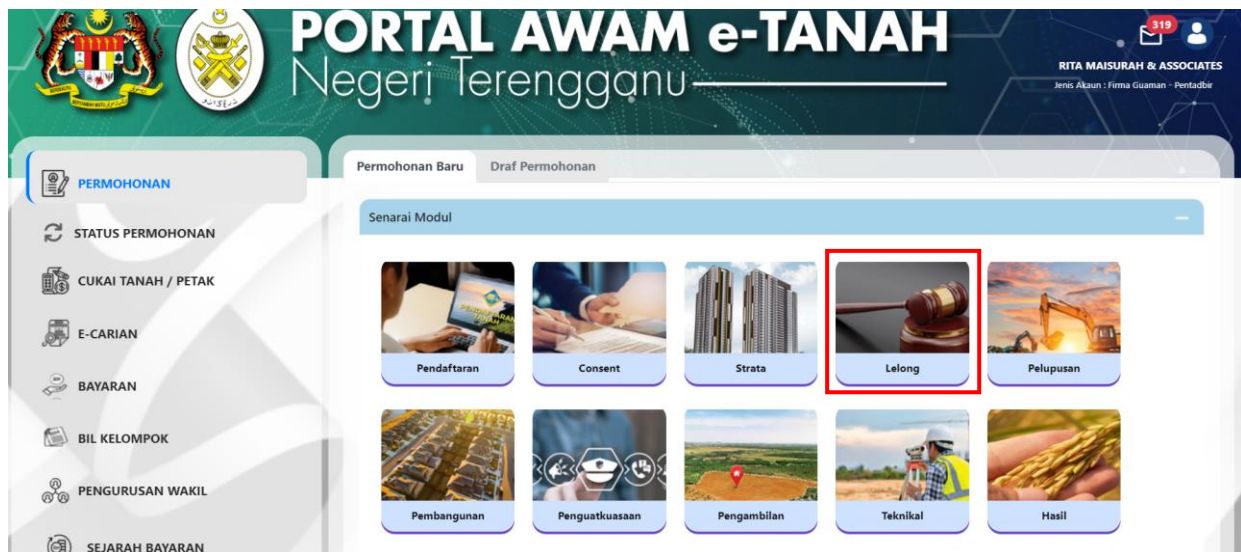 PORTAL AWAM e-TANAH
Negeri Terengganu
319
RITA MAISURAH & ASSOCIATES
Jenis Akaun : Firma Guaman - Pentadbir
PERMOHONAN
STATUS PERMOHONAN
CUKAI TANAH / PETAK
E-CARIAN
BAYARAN
BIL KELOMPOK
PENGURUSAN WAKIL
SEJARAH BAYARAN
Permohonan Baru Draf Permohonan
Senarai Modul
Pendaftaran Consent Strata Lelong Pelupusan
Pembangunan Penguatkuasaan Pengambilan Teknikal Hasil